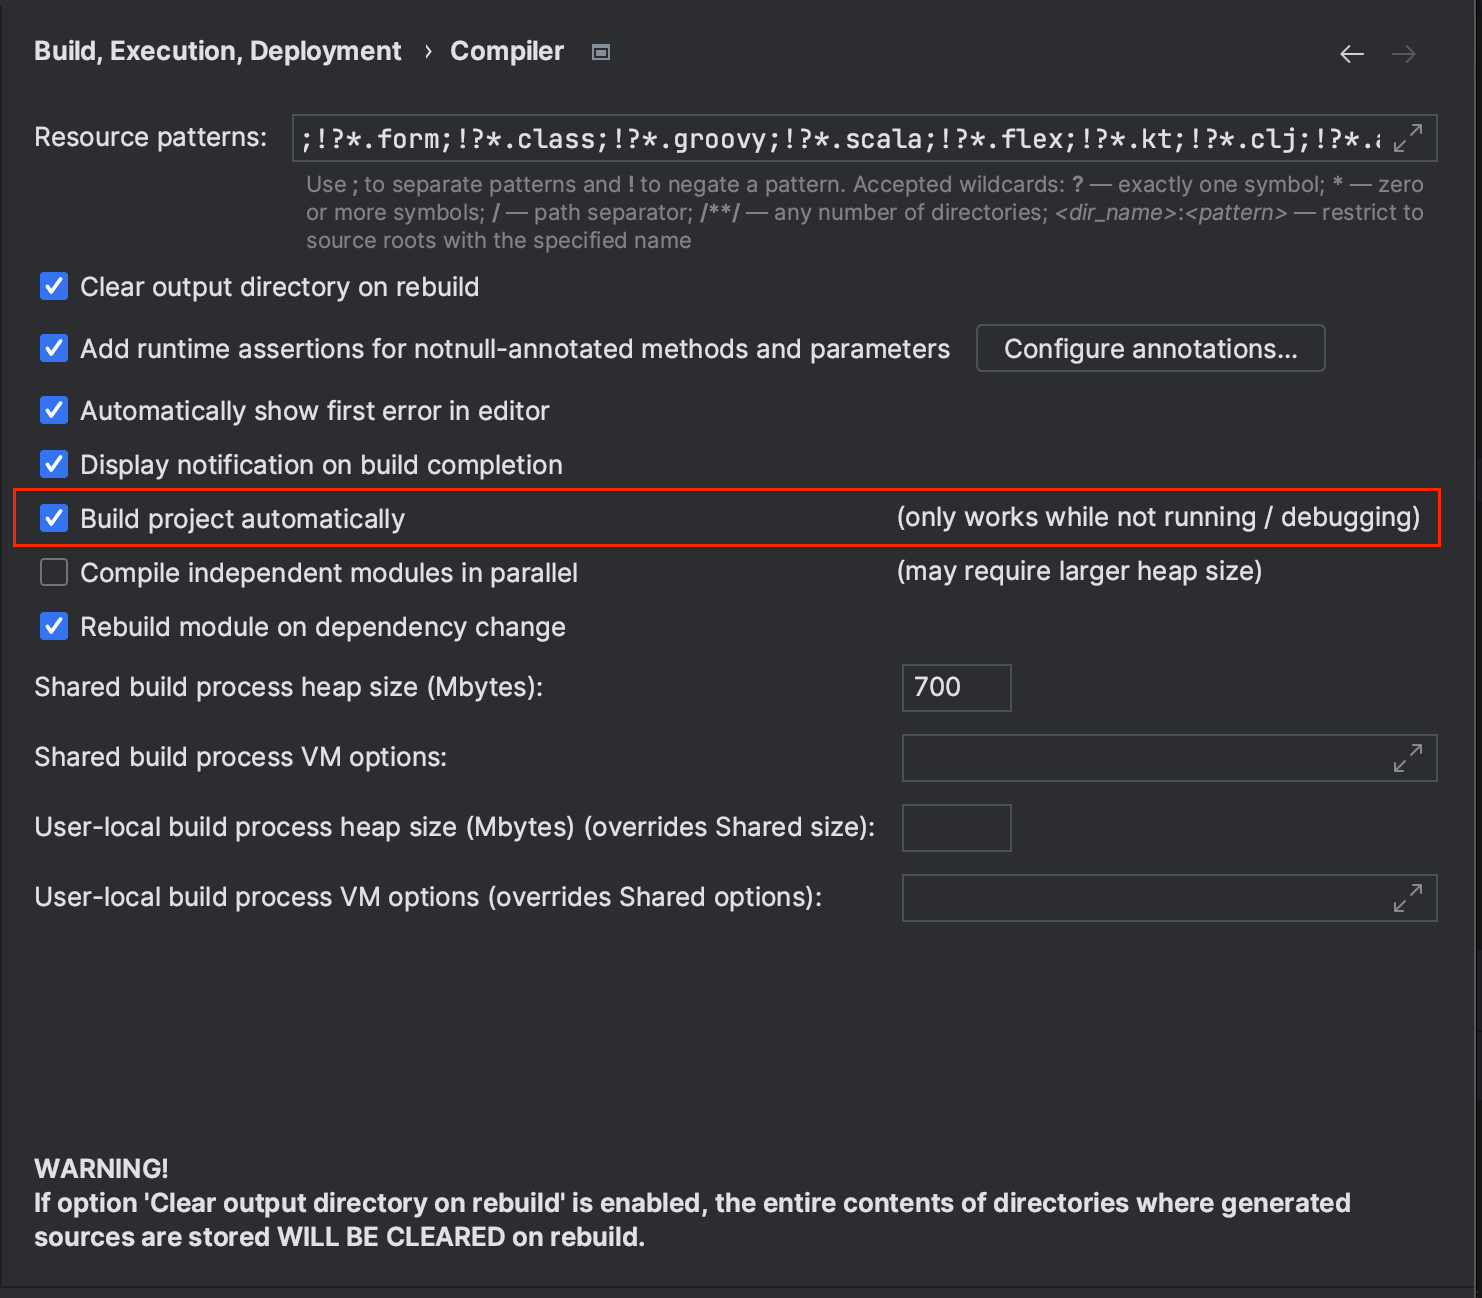 Build, Execution, Deployment › Compiler
Resource patterns: ;!?*.form;!?*.class;!?*.groovy;!?*.scala;!?*.flex;!?*.kt;!?*.clj;!?*.
Use ; to separate patterns and ! to negate a pattern. Accepted wildcards: ? — exactly one symbol; * — zero
or more symbols; / — path separator; /**/ — any number of directories; <dir_name>:<pattern> — restrict to
source roots with the specified name
Clear output directory on rebuild
Add runtime assertions for notnull-annotated methods and parameters Configure annotations...
Automatically show first error in editor
Display notification on build completion
Build project automatically (only works while not running / debugging)
Compile independent modules in parallel (may require larger heap size)
Rebuild module on dependency change
Shared build process heap size (Mbytes): 700
Shared build process VM options:
User-local build process heap size (Mbytes) (overrides Shared size):
User-local build process VM options (overrides Shared options):
WARNING!
If option 'Clear output directory on rebuild' is enabled, the entire contents of directories where generated
sources are stored WILL BE CLEARED on rebuild.